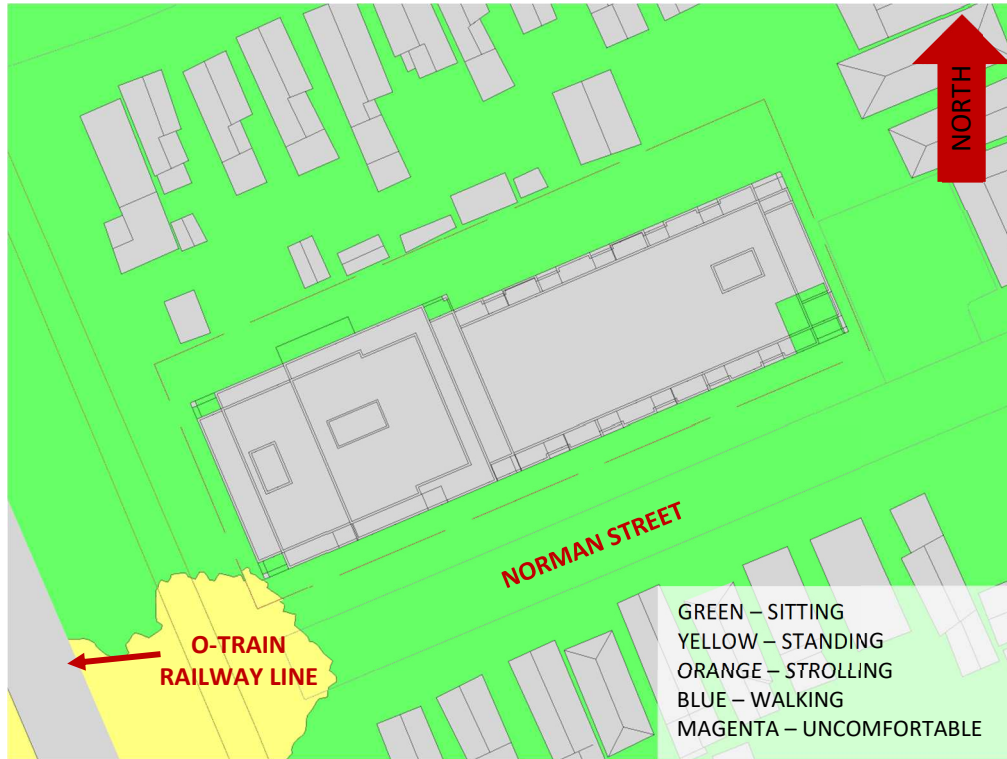 NORTH
NORMAN STREET
O-TRAIN
RAILWAY LINE
GREEN – SITTING
YELLOW – STANDING
ORANGE – STROLLING
BLUE – WALKING
MAGENTA – UNCOMFORTABLE